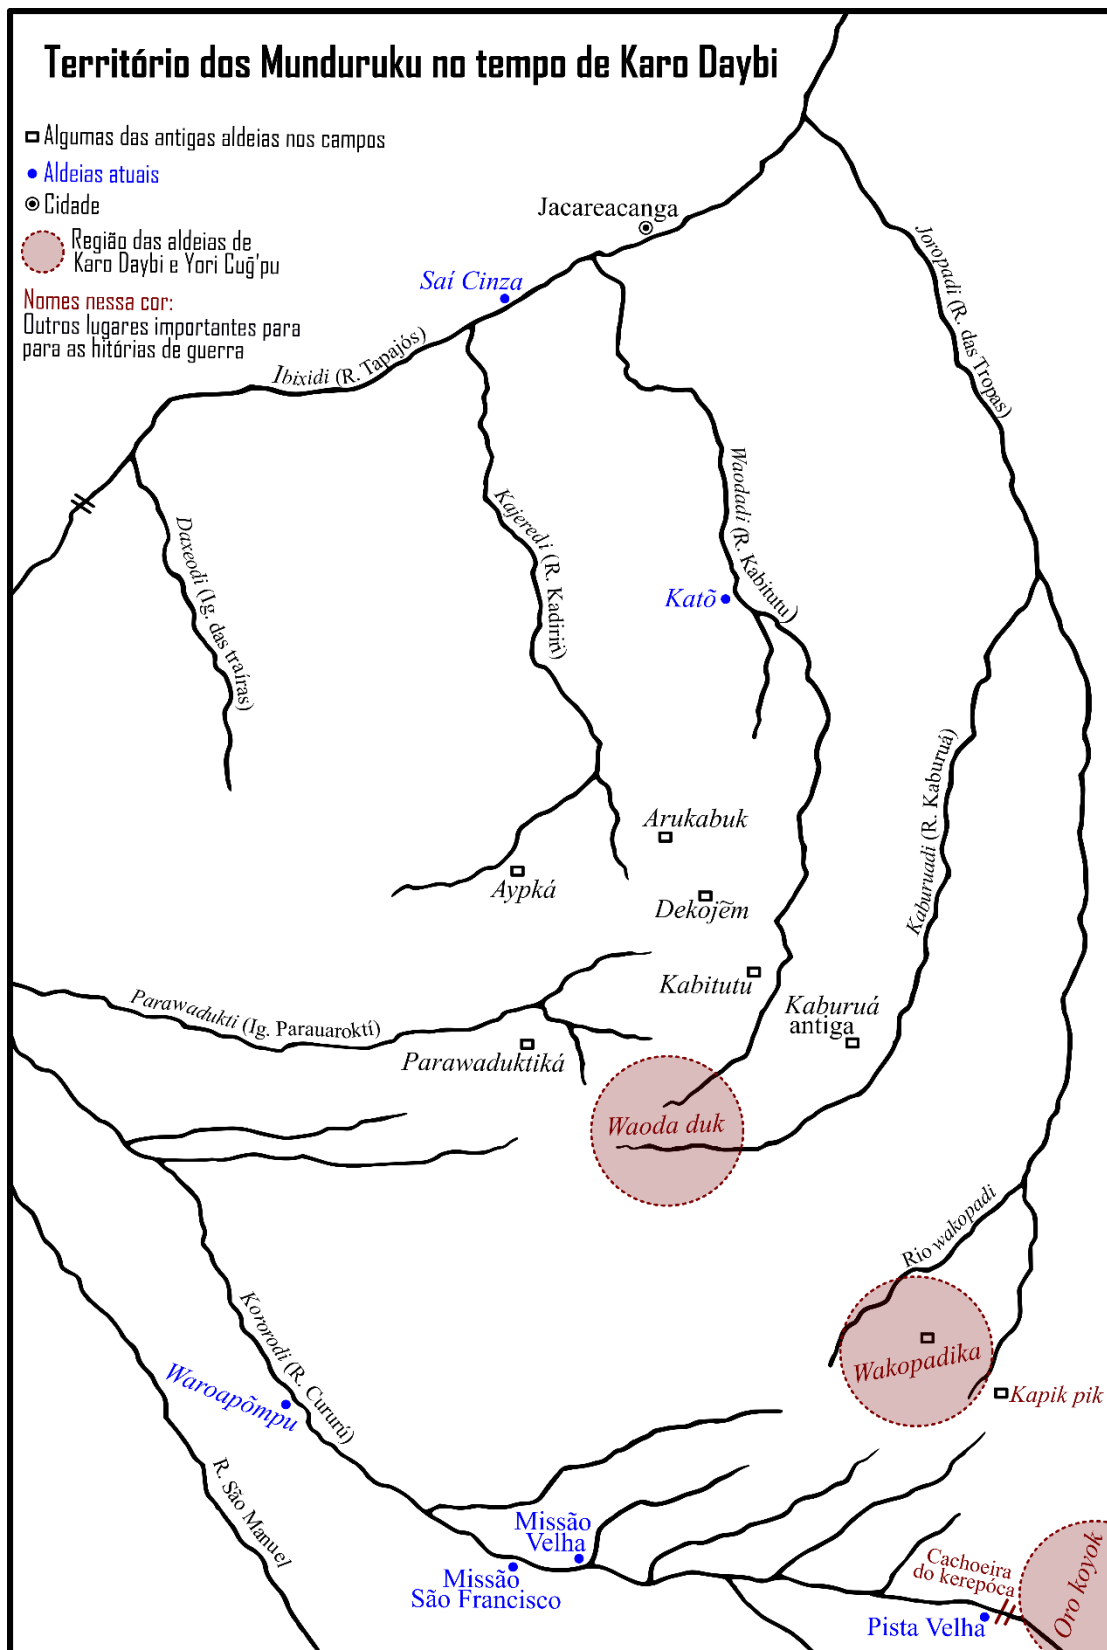 Território dos Munduruku no tempo de Karo Daybi
Algumas das antigas aldeias nos campos
Aldeias atuais
Cidade
Região das aldeias de
Karo Daybi e Yori Cug̃'pu
Nomes nessa cor:
Outros lugares importantes para
para as hitórias de guerra
Jacareacanga
Saí Cinza
Ibixidi (R. Tapajós)
Joropadi (R. das Tropas)
Daxeodi (Ig. das traíras)
Kajeredi (R. Kadiriri)
Waodadi (R. Kabitutu)
Katõ
Kaburuadi (R. Kaburuá)
Arukabuk
Aypká
Dekojẽm
Kabitutu
Kaburuá
antiga
Parawadukti (Ig. Parauaroktí)
Parawaduktiká
Waoda duk
Rio wakopadi
Wakopadika
Kapik pik
Kororodi (R. Cururú)
Waroapõmpu
R. São Manuel
Missão
Velha
Missão
São Francisco
Cachoeira
do kerepóca
Oro koyok
Pista Velha